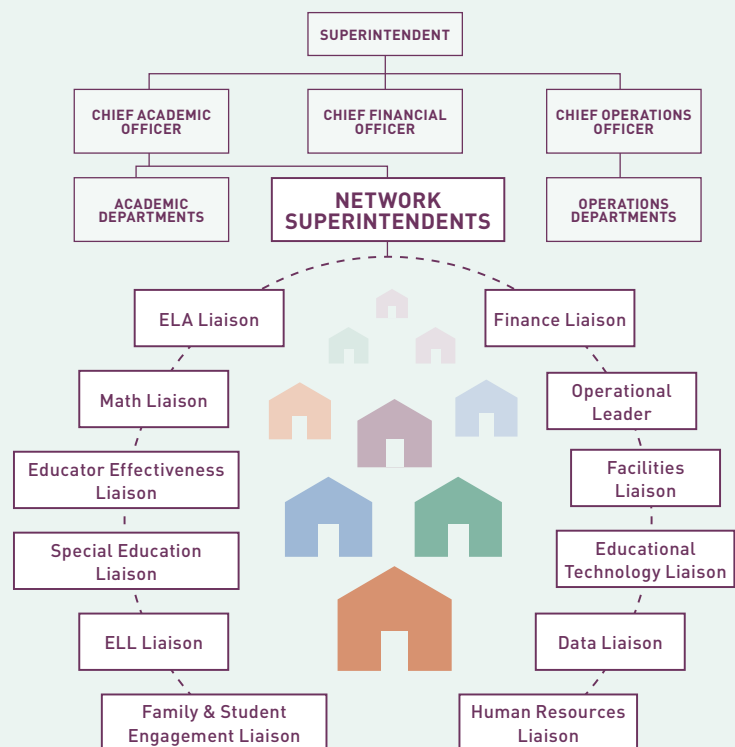 SUPERINTENDENT
CHIEF ACADEMIC
OFFICER
CHIEF FINANCIAL
OFFICER
CHIEF OPERATIONS
OFFICER
ACADEMIC
DEPARTMENTS
NETWORK
SUPERINTENDENTS
OPERATIONS
DEPARTMENTS
ELA Liaison
Finance Liaison
Math Liaison
Operational
Leader
Educator Effectiveness
Liaison
Facilities
Liaison
Special Education
Liaison
Educational
Technology Liaison
ELL Liaison
Data Liaison
Family & Student
Engagement Liaison
Human Resources
Liaison